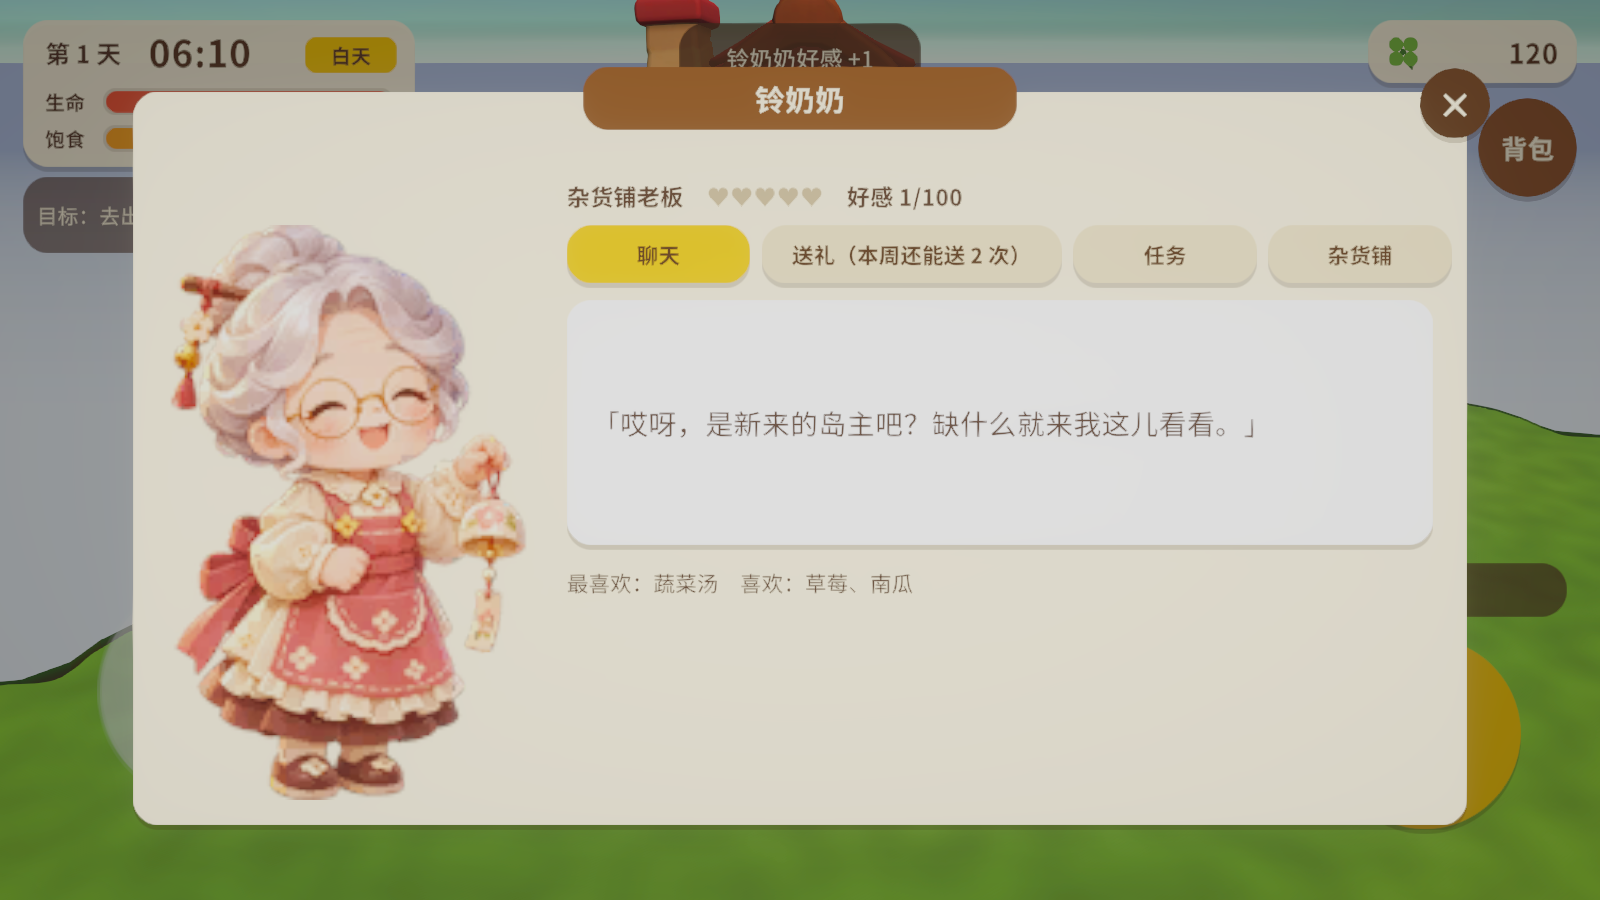 第 1 天 06:10 白天
生命
饱食
目标：去出
铃奶奶好感 +1
120
背包
铃奶奶
杂货铺老板 好感 1/100
聊天
送礼（本周还能送 2 次）
任务
杂货铺
「哎呀，是新来的岛主吧？缺什么就来我这儿看看。」
最喜欢：蔬菜汤 喜欢：草莓、南瓜